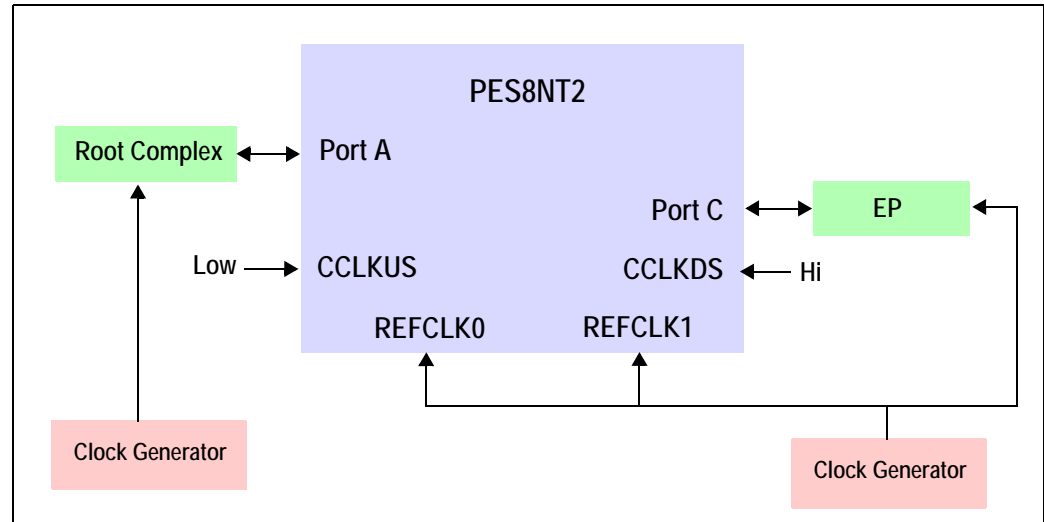 PES8NT2
Root Complex
Port A
Port C
EP
Low
CCLKUS
CCLKDS
Hi
REFCLK0
REFCLK1
Clock Generator
Clock Generator